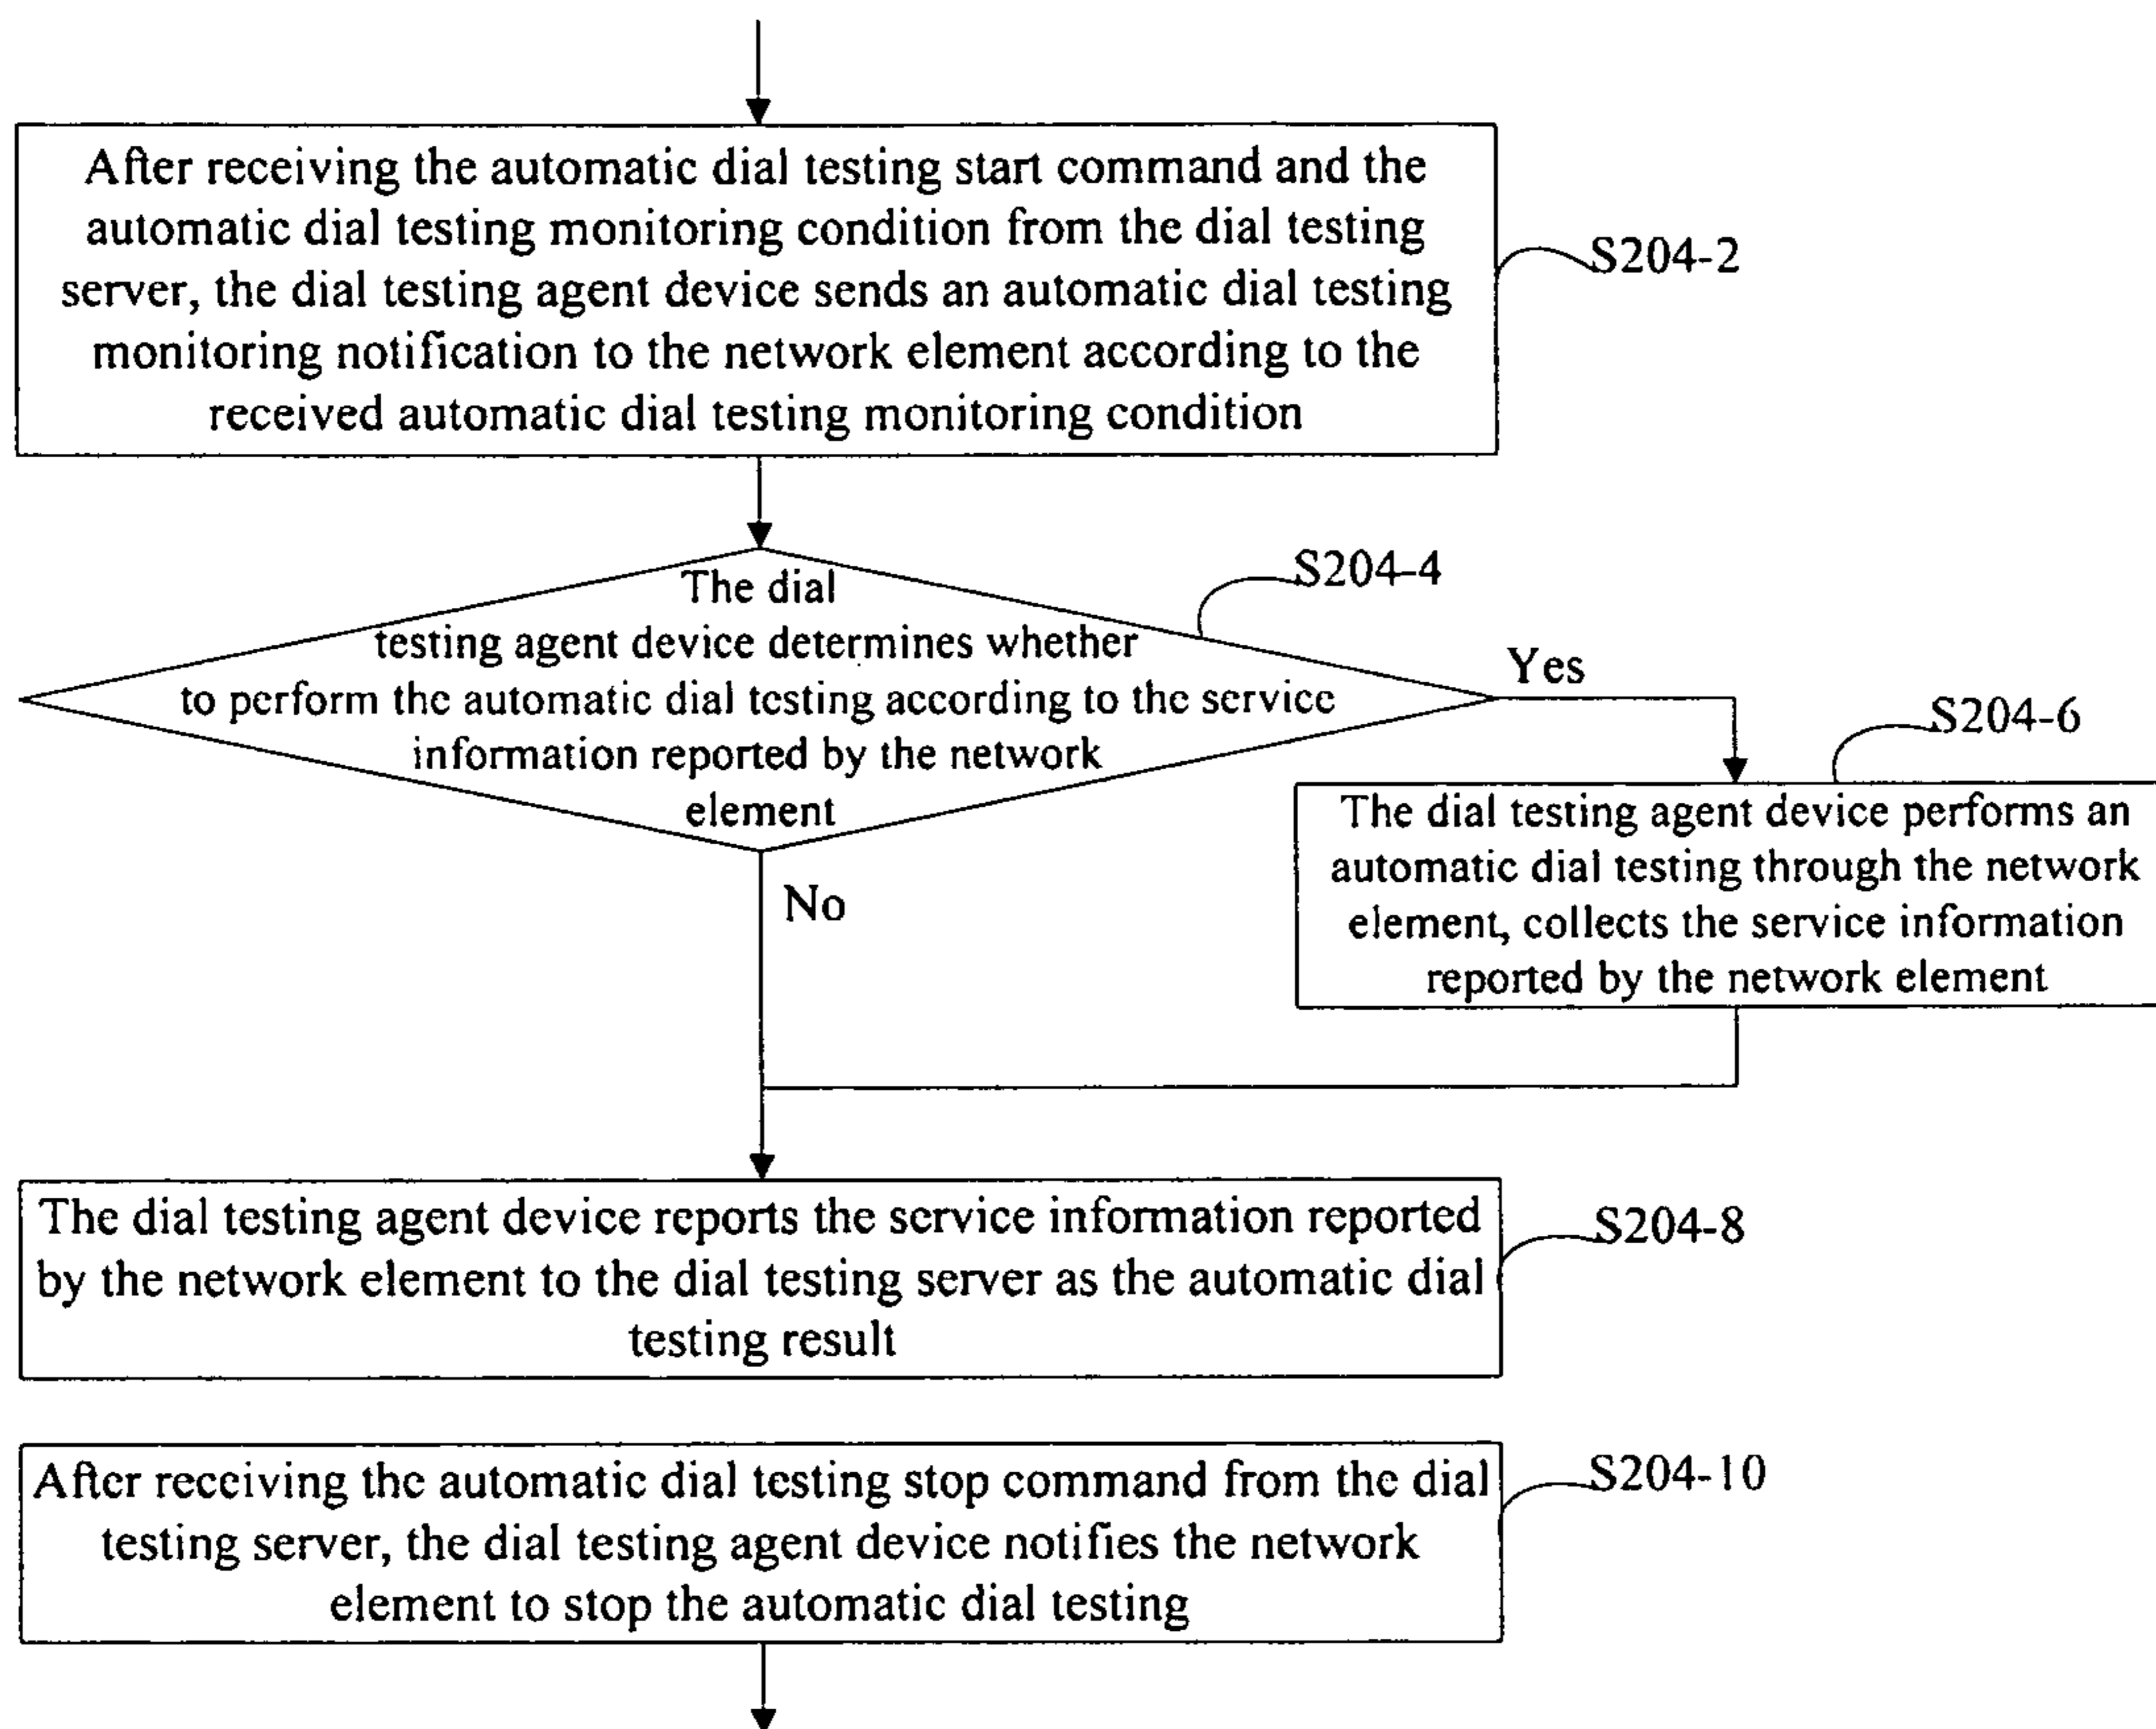 After receiving the automatic dial testing start command and the
automatic dial testing monitoring condition from the dial testing
server, the dial testing agent device sends an automatic dial testing
monitoring notification to the network element according to the
received automatic dial testing monitoring condition
S204-2
The dial
testing agent device determines whether
to perform the automatic dial testing according to the service
information reported by the network
element
S204-4
Yes
No
S204-6
The dial testing agent device performs an
automatic dial testing through the network
element, collects the service information
reported by the network element
The dial testing agent device reports the service information reported
by the network element to the dial testing server as the automatic dial
testing result
S204-8
After receiving the automatic dial testing stop command from the dial
testing server, the dial testing agent device notifies the network
element to stop the automatic dial testing
S204-10